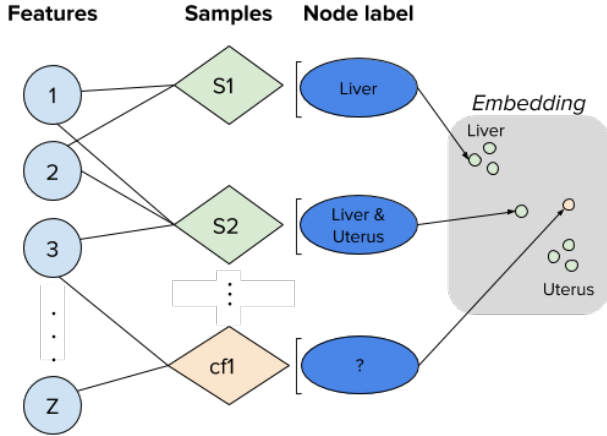 Features
Samples
Node label
1
S1
Liver
Embedding
Liver
2
3
S2
Liver &
Uterus
Uterus
cf1
?
Z